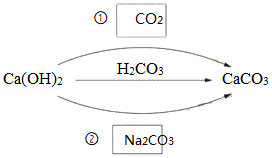 ① CO₂
H₂CO₃
Ca(OH)₂ CaCO₃
② Na2CO3